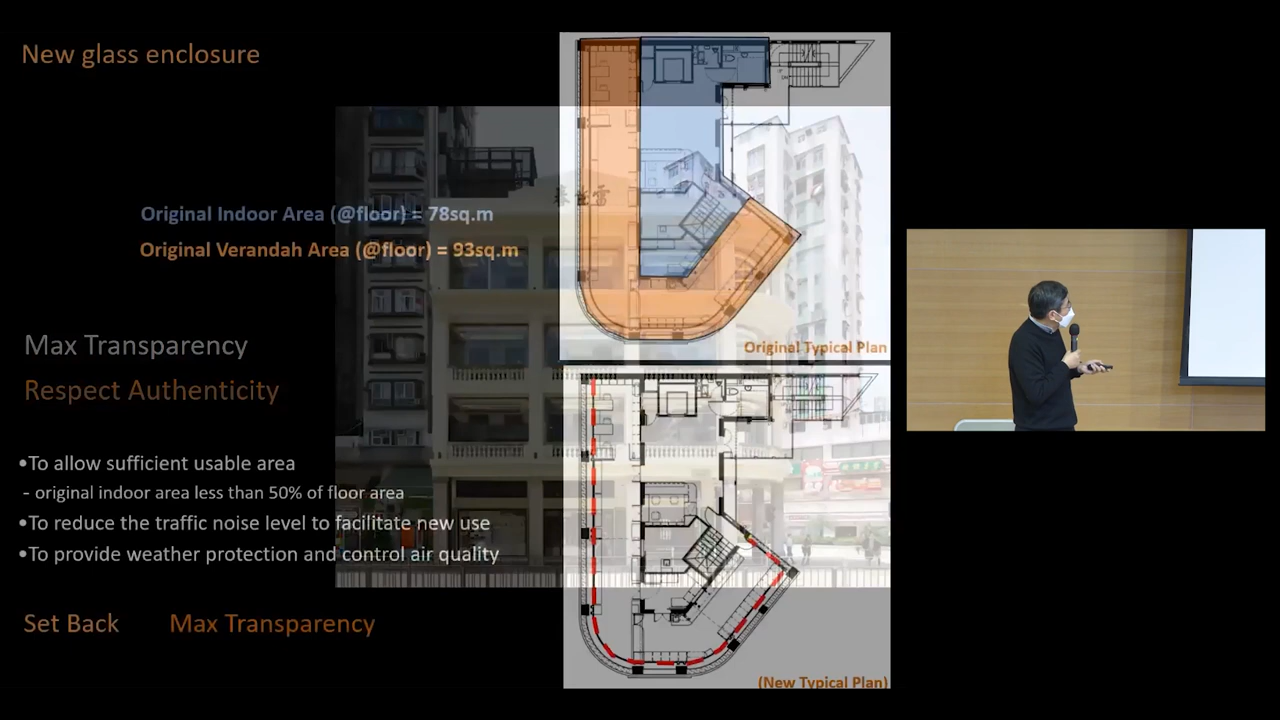 New glass enclosure
Original Indoor Area (@floor) = 78sq.m
Original Verandah Area (@floor) = 93sq.m
Original Typical Plan
Max Transparency
Respect Authenticity
•To allow sufficient usable area
- original indoor area less than 50% of floor area
•To reduce the traffic noise level to facilitate new use
•To provide weather protection and control air quality
Set Back Max Transparency
(New Typical Plan)